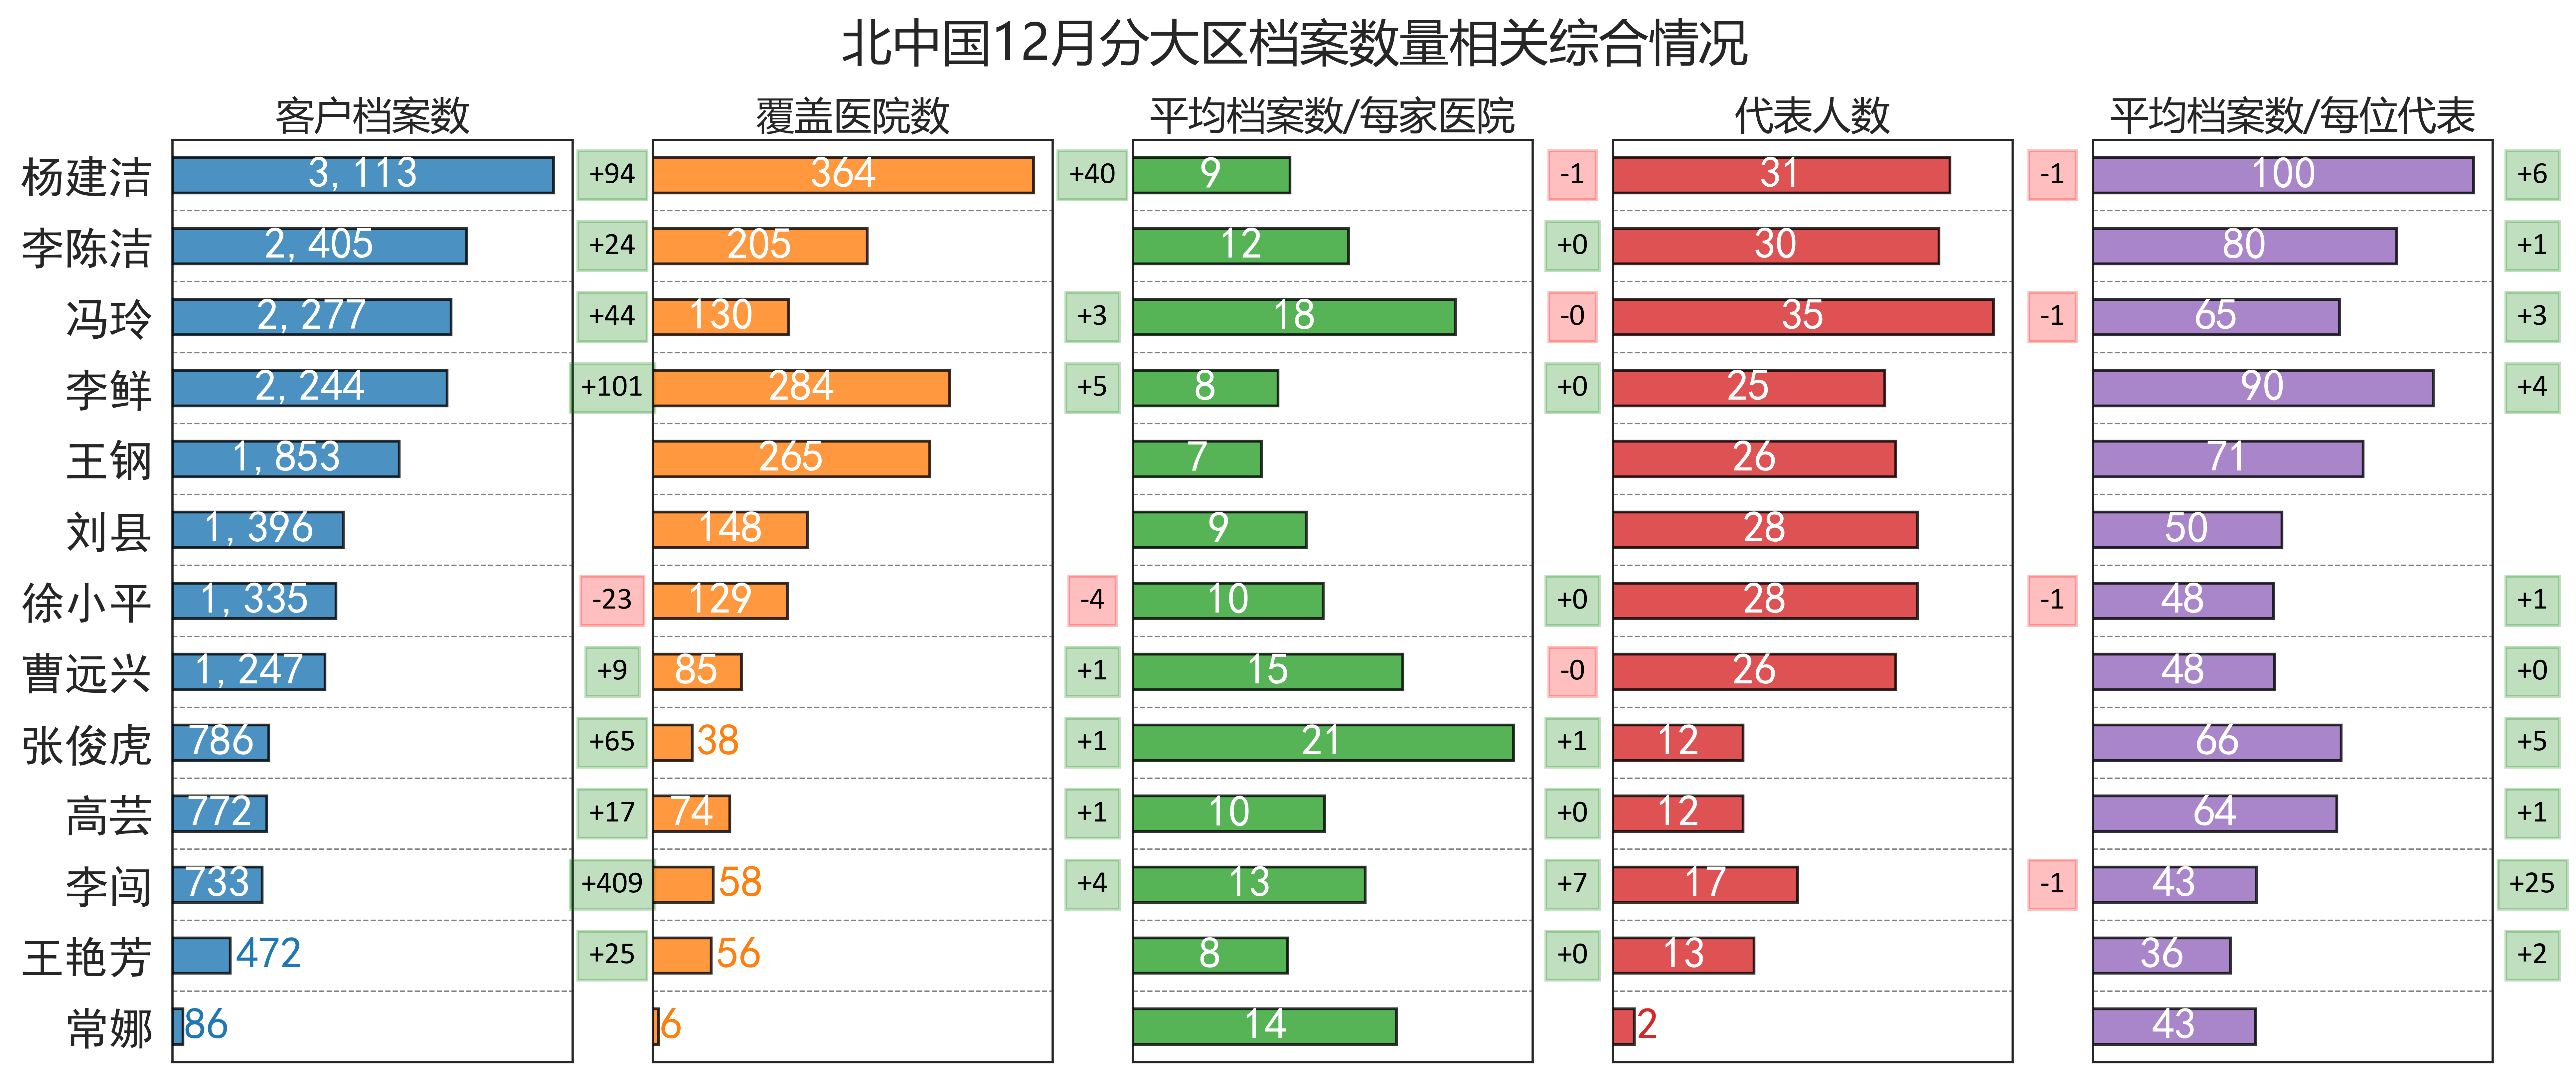 北中国12月分大区档案数量相关综合情况
客户档案数 覆盖医院数 平均档案数/每家医院 代表人数 平均档案数/每位代表
杨建洁 3,113 +94 364 +40 9 -1 31 -1 100 +6
李陈洁 2,405 +24 205 12 +0 30 80 +1
冯玲 2,277 +44 130 +3 18 -0 35 -1 65 +3
李鲜 2,244 +101 284 +5 8 +0 25 90 +4
王钢 1,853 265 7 26 71
刘县 1,396 148 9 28 50
徐小平 1,335 -23 129 -4 10 +0 28 -1 48 +1
曹远兴 1,247 +9 85 +1 15 -0 26 48 +0
张俊虎 786 +65 38 +1 21 +1 12 66 +5
高芸 772 +17 74 +1 10 +0 12 64 +1
李闯 733 +409 58 +4 13 +7 17 -1 43 +25
王艳芳 472 +25 56 8 +0 13 36 +2
常娜 86 6 14 2 43